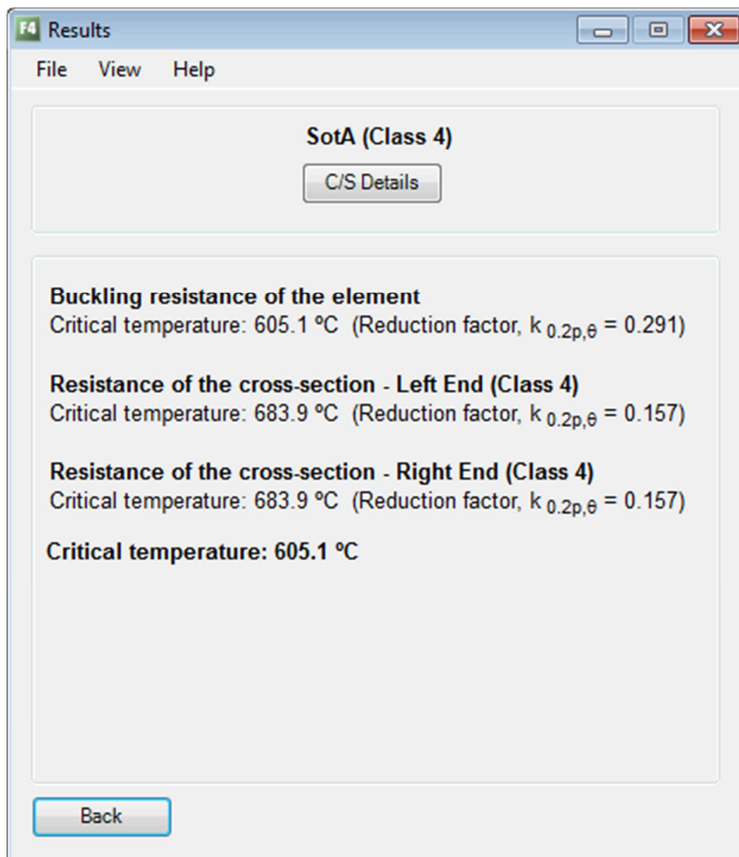 F4 Results
File View Help
SotA (Class 4)
C/S Details
Buckling resistance of the element
Critical temperature: 605.1 ºC (Reduction factor, k 0.2p,θ = 0.291)
Resistance of the cross-section - Left End (Class 4)
Critical temperature: 683.9 ºC (Reduction factor, k 0.2p,θ = 0.157)
Resistance of the cross-section - Right End (Class 4)
Critical temperature: 683.9 ºC (Reduction factor, k 0.2p,θ = 0.157)
Critical temperature: 605.1 ºC
Back